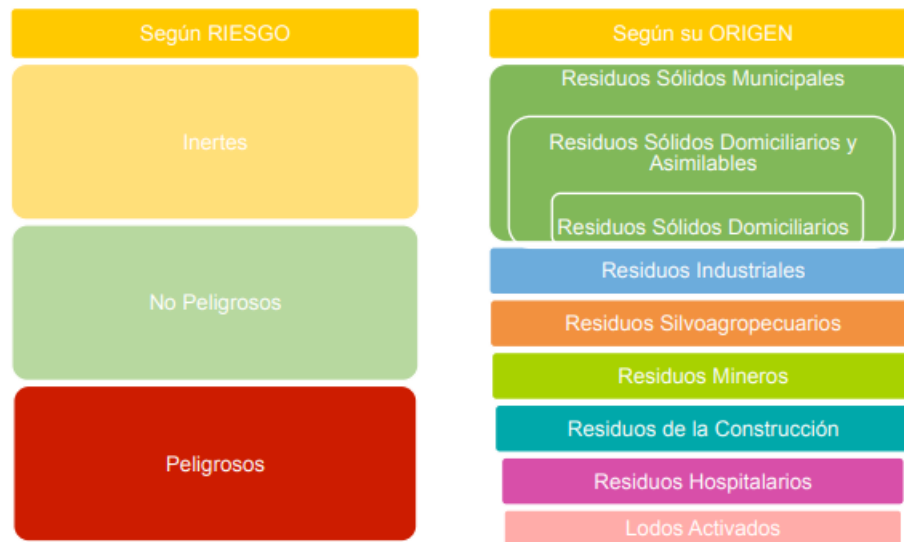 Según RIESGO
Inertes
No Peligrosos
Peligrosos
Según su ORIGEN
Residuos Sólidos Municipales
Residuos Sólidos Domiciliarios y
Asimilables
Residuos Sólidos Domiciliarios
Residuos Industriales
Residuos Silvoagropecuarios
Residuos Mineros
Residuos de la Construcción
Residuos Hospitalarios
Lodos Activados